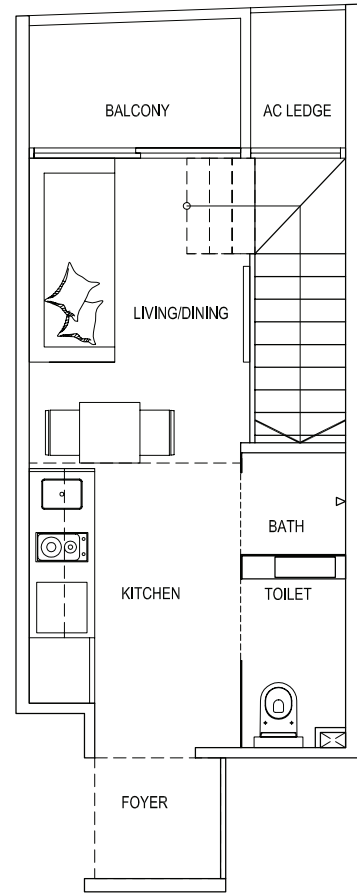 BALCONY
AC LEDGE
LIVING/DINING
BATH
KITCHEN
TOILET
FOYER